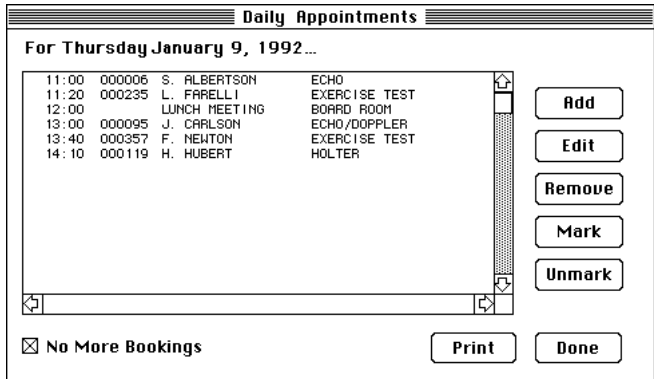 Daily Appointments
For Thursday January 9, 1992...
11:00 000006 S. ALBERTSON ECHO
11:20 000235 L. FARELLI EXERCISE TEST
12:00 LUNCH MEETING BOARD ROOM
13:00 000095 J. CARLSON ECHO/DOPPLER
13:40 000357 F. NEWTON EXERCISE TEST
14:10 000119 H. HUBERT HOLTER
Add
Edit
Remove
Mark
Unmark
No More Bookings
Print
Done